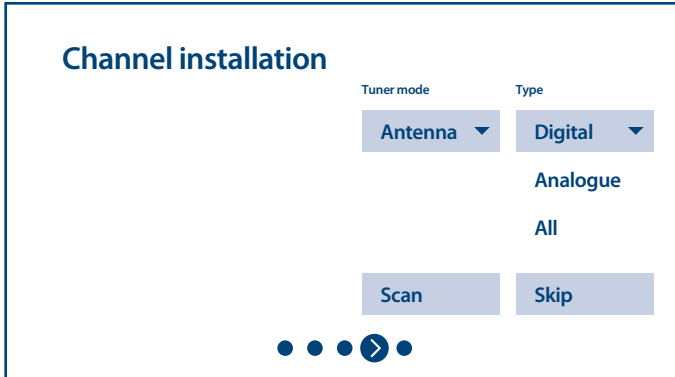 Channel installation
Tuner mode Type
Antenna Digital
Analogue
All
Scan Skip